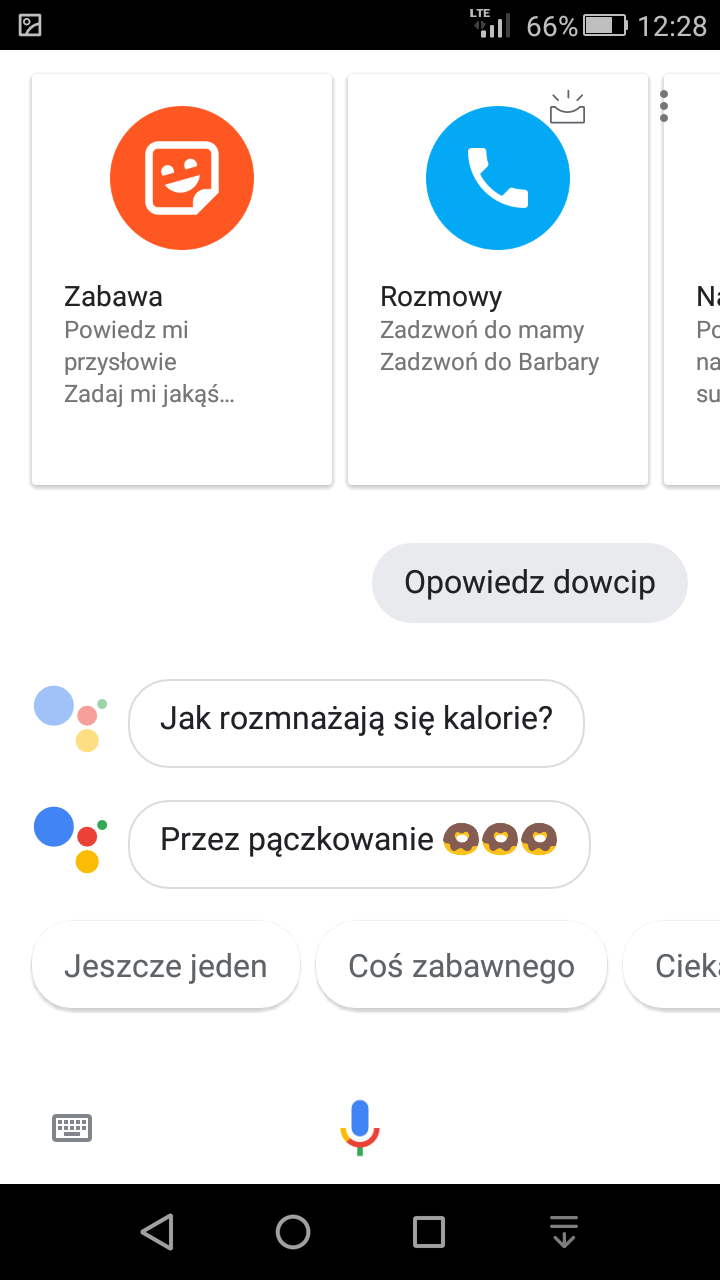 LTE 66% 12:28
Zabawa
Powiedz mi
przysłowie
Zadaj mi jakąś...
Rozmowy
Zadzwoń do mamy
Zadzwoń do Barbary
Na
Po
na
su
Opowiedz dowcip
Jak rozmnażają się kalorie?
Przez pączkowanie 🍩🍩🍩
Jeszcze jeden
Coś zabawnego
Cieka